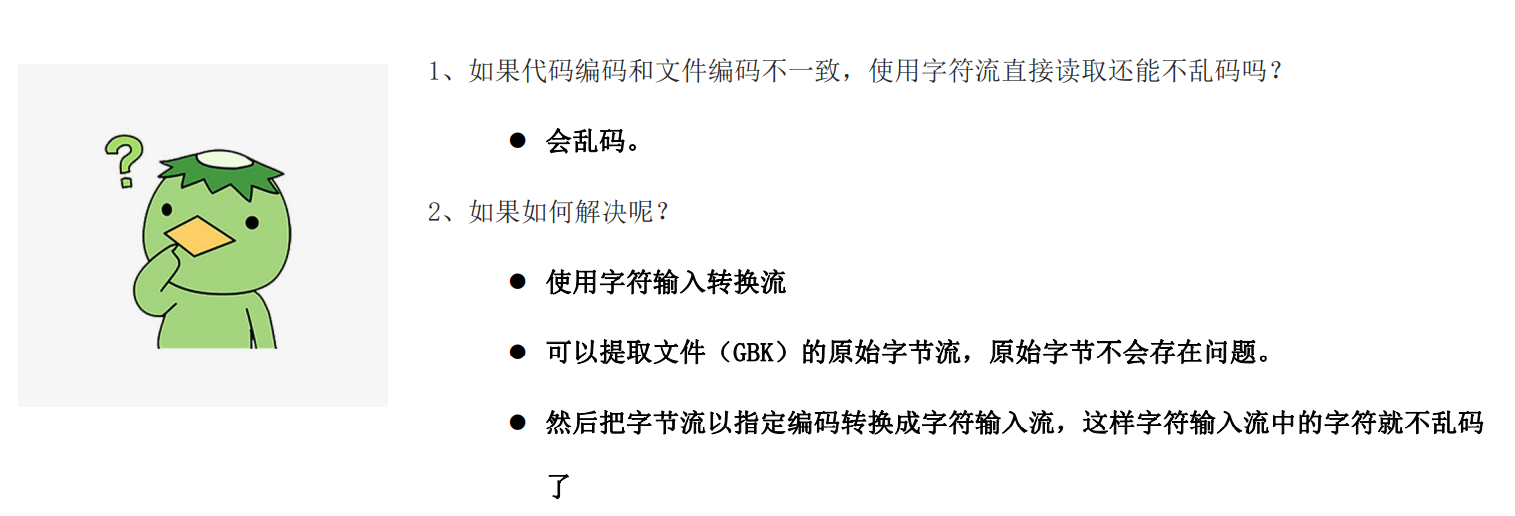 1、如果代码编码和文件编码不一致，使用字符流直接读取还能不乱码吗？
● 会乱码。
2、如果如何解决呢？
● 使用字符输入转换流
● 可以提取文件（GBK）的原始字节流，原始字节不会存在问题。
● 然后把字节流以指定编码转换成字符输入流，这样字符输入流中的字符就不乱码
了
?